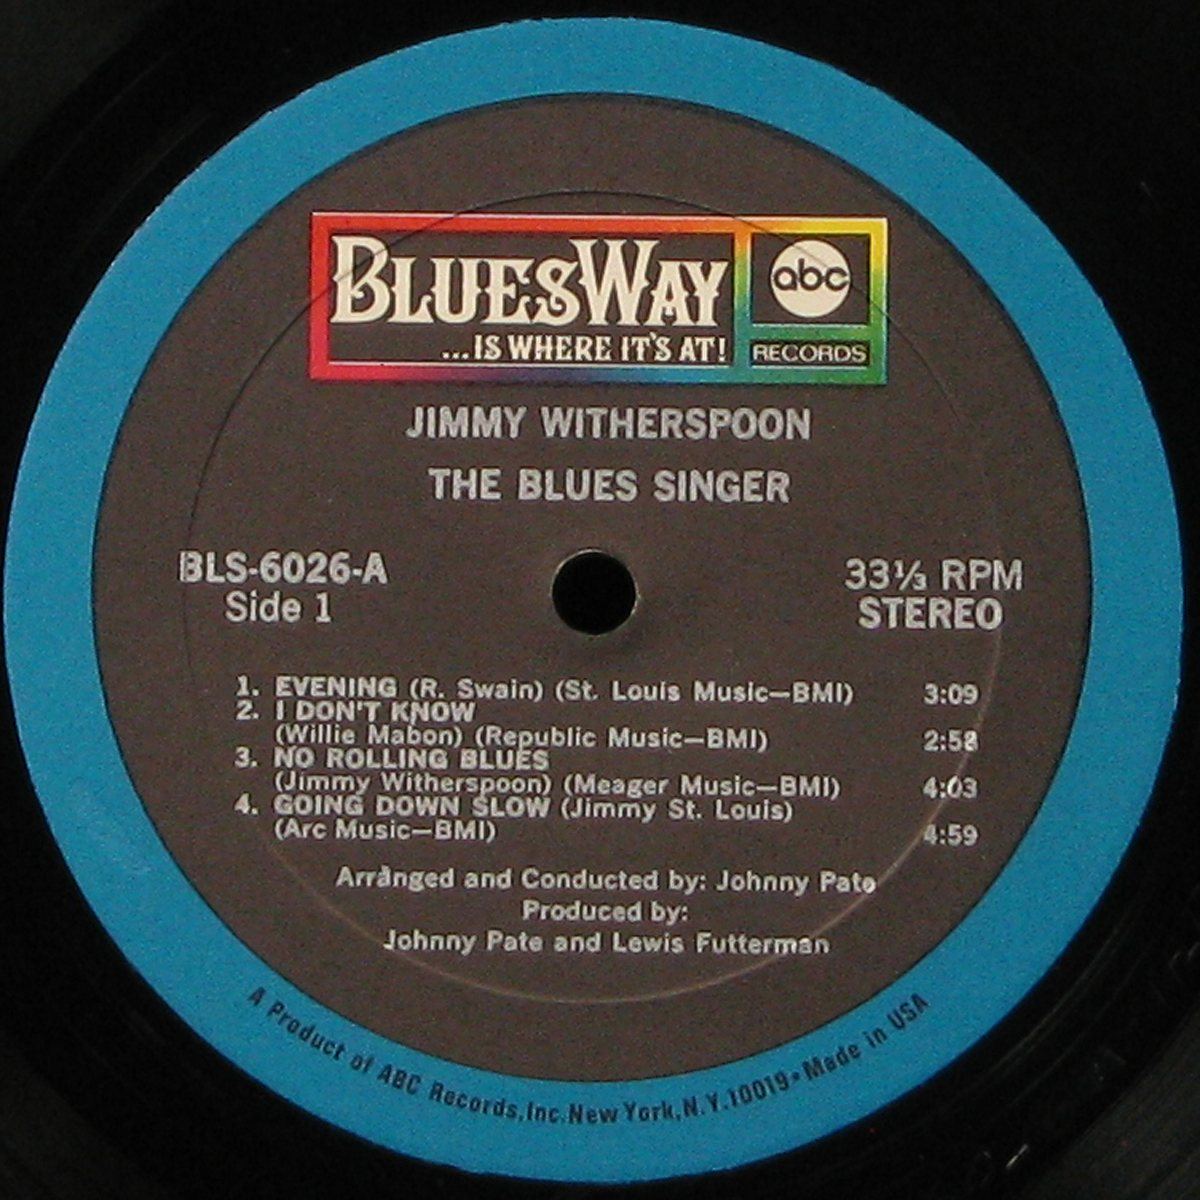 BLUESWAY
...IS WHERE IT'S AT!
abc
RECORDS
JIMMY WITHERSPOON
THE BLUES SINGER
BLS-6026-A
Side 1
33⅓ RPM
STEREO
1. EVENING (R. Swain) (St. Louis Music—BMI) 3:09
2. I DON'T KNOW
(Willie Mabon) (Republic Music—BMI) 2:58
3. NO ROLLING BLUES
(Jimmy Witherspoon) (Meager Music—BMI) 4:03
4. GOING DOWN SLOW (Jimmy St. Louis)
(Arc Music—BMI) 4:59
Arranged and Conducted by: Johnny Pate
Produced by:
Johnny Pate and Lewis Futterman
A Product of ABC Records, Inc. New York, N.Y. 10019 • Made in USA